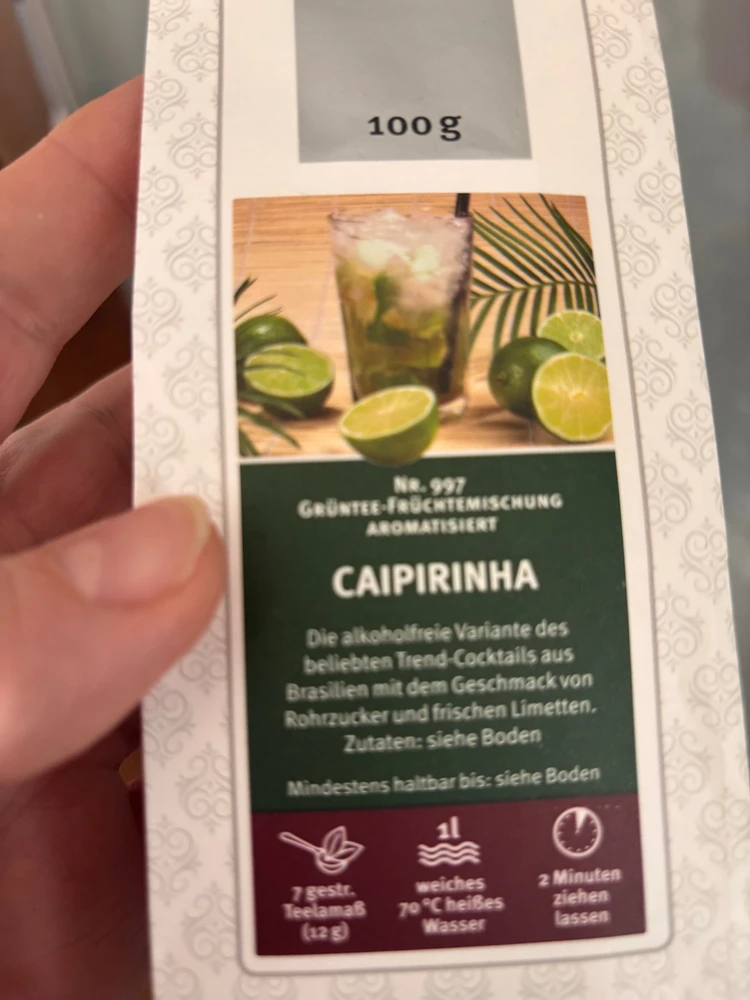 100 g
Nr. 997
Grüntee-Früchtemischung
aromatisiert
CAIPIRINHA
Die alkoholfreie Variante des
beliebten Trend-Cocktails aus
Brasilien mit dem Geschmack von
Rohrzucker und frischen Limetten.
Zutaten: siehe Boden
Mindestens haltbar bis: siehe Boden
7 gestr.
Teelamaß
(12 g)
1l
weiches
70 °C heißes
Wasser
2 Minuten
ziehen
lassen